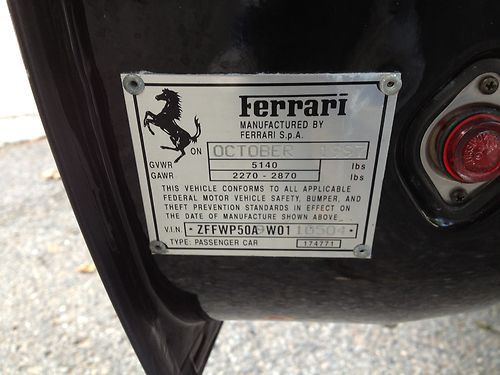 Ferrari
MANUFACTURED BY
FERRARI S.p.A.
ON OCTOBER 1997
GVWR 5140 lbs
GAWR 2270 - 2870 lbs
THIS VEHICLE CONFORMS TO ALL APPLICABLE
FEDERAL MOTOR VEHICLE SAFETY, BUMPER, AND
THEFT PREVENTION STANDARDS IN EFFECT ON
THE DATE OF MANUFACTURE SHOWN ABOVE
V.I.N. * ZFFWP50A9W0110504 *
TYPE: PASSENGER CAR 174771